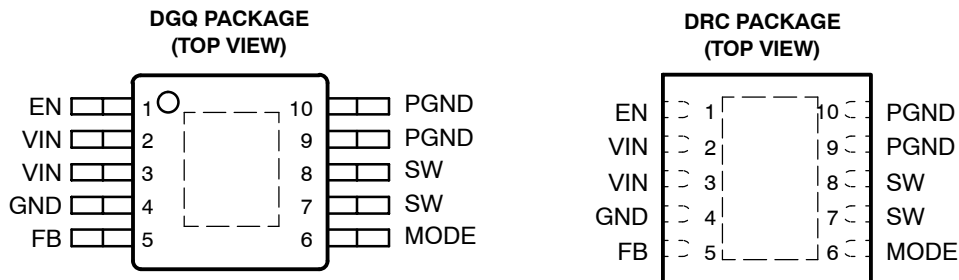 DGQ PACKAGE
(TOP VIEW)
EN 1 10 PGND
VIN 2 9 PGND
VIN 3 8 SW
GND 4 7 SW
FB 5 6 MODE
DRC PACKAGE
(TOP VIEW)
EN 1 10 PGND
VIN 2 9 PGND
VIN 3 8 SW
GND 4 7 SW
FB 5 6 MODE